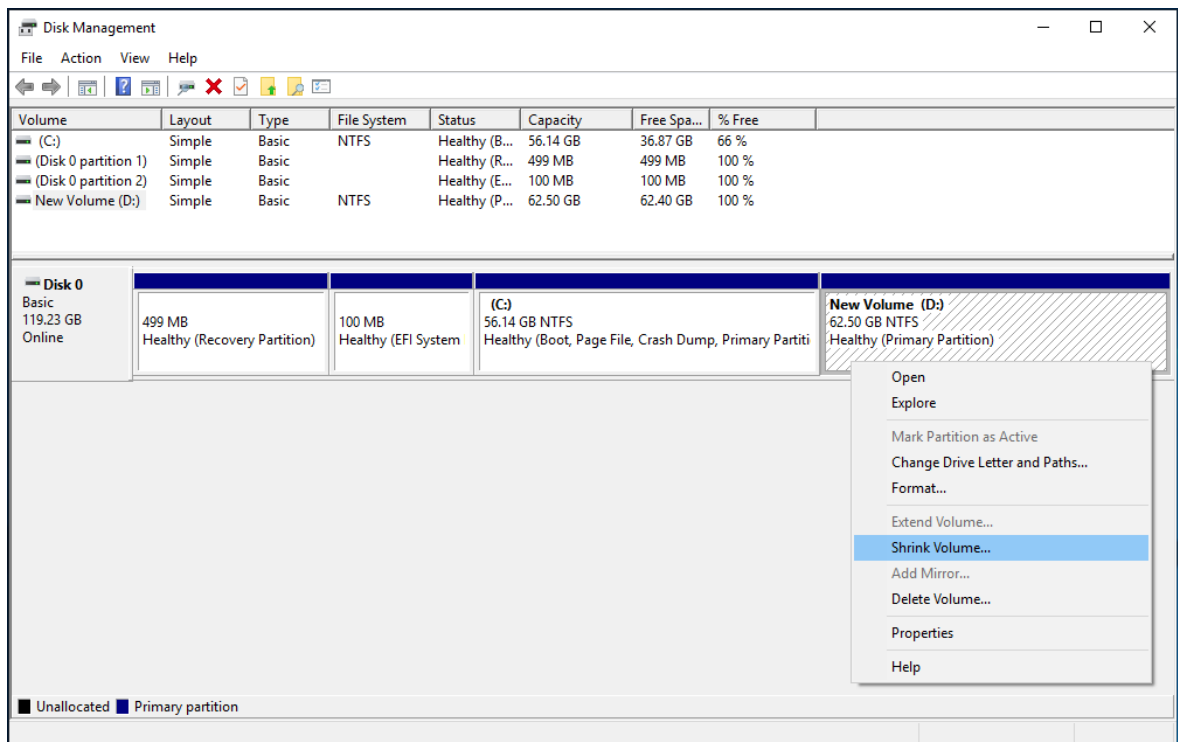 Disk Management
File Action View Help
Volume Layout Type File System Status Capacity Free Spa... % Free
(C:) Simple Basic NTFS Healthy (B... 56.14 GB 36.87 GB 66 %
(Disk 0 partition 1) Simple Basic Healthy (R... 499 MB 499 MB 100 %
(Disk 0 partition 2) Simple Basic Healthy (E... 100 MB 100 MB 100 %
New Volume (D:) Simple Basic NTFS Healthy (P... 62.50 GB 62.40 GB 100 %
Disk 0
Basic
119.23 GB
Online
499 MB
Healthy (Recovery Partition)
100 MB
Healthy (EFI System
(C:)
56.14 GB NTFS
Healthy (Boot, Page File, Crash Dump, Primary Partiti
New Volume (D:)
62.50 GB NTFS
Healthy (Primary Partition)
Open
Explore
Mark Partition as Active
Change Drive Letter and Paths...
Format...
Extend Volume...
Shrink Volume...
Add Mirror...
Delete Volume...
Properties
Help
Unallocated Primary partition